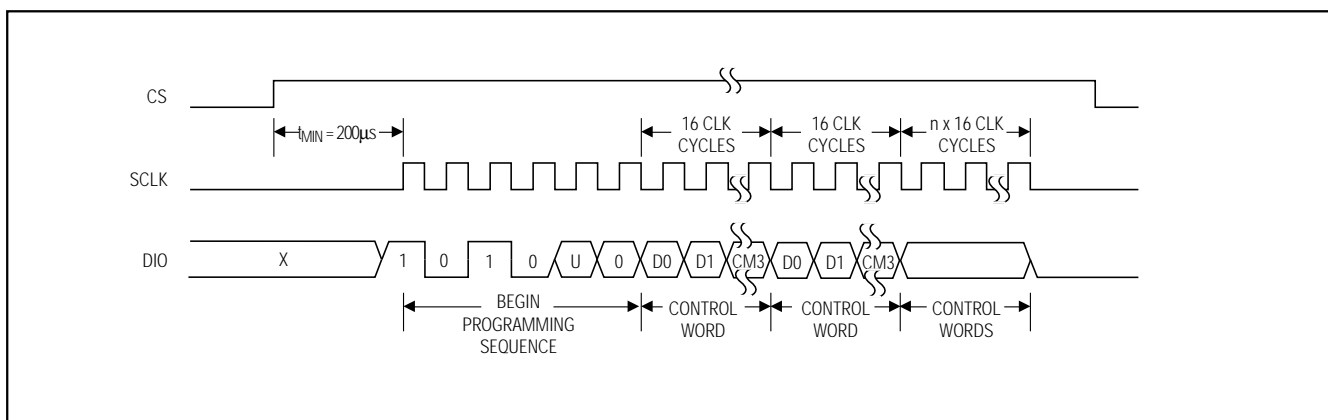 CS
16 CLK CYCLES
16 CLK CYCLES
n x 16 CLK CYCLES
tMIN = 200µs
SCLK
DIO
X
1 0 1 0 U 0 D0 D1 CM3 D0 D1 CM3
BEGIN PROGRAMMING SEQUENCE
CONTROL WORD
CONTROL WORD
CONTROL WORDS